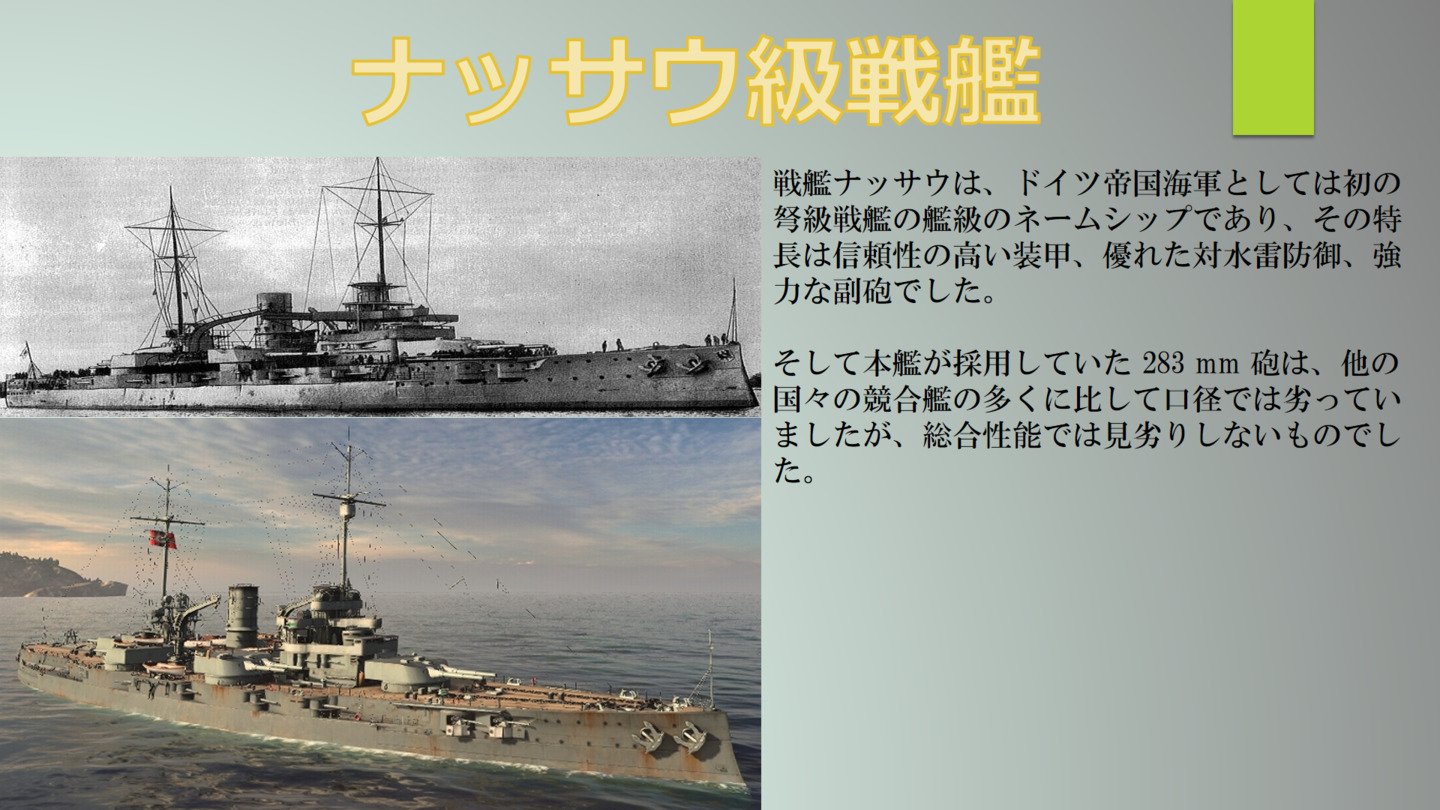 ナッサウ級戦艦
戦艦ナッサウは、ドイツ帝国海軍としては初の
弩級戦艦の艦級のネームシップであり、その特
長は信頼性の高い装甲、優れた対水雷防御、強
力な副砲でした。
そして本艦が採用していた 283 mm 砲は、他の
国々の競合艦の多くに比して口径では劣ってい
ましたが、総合性能では見劣りしないものでし
た。